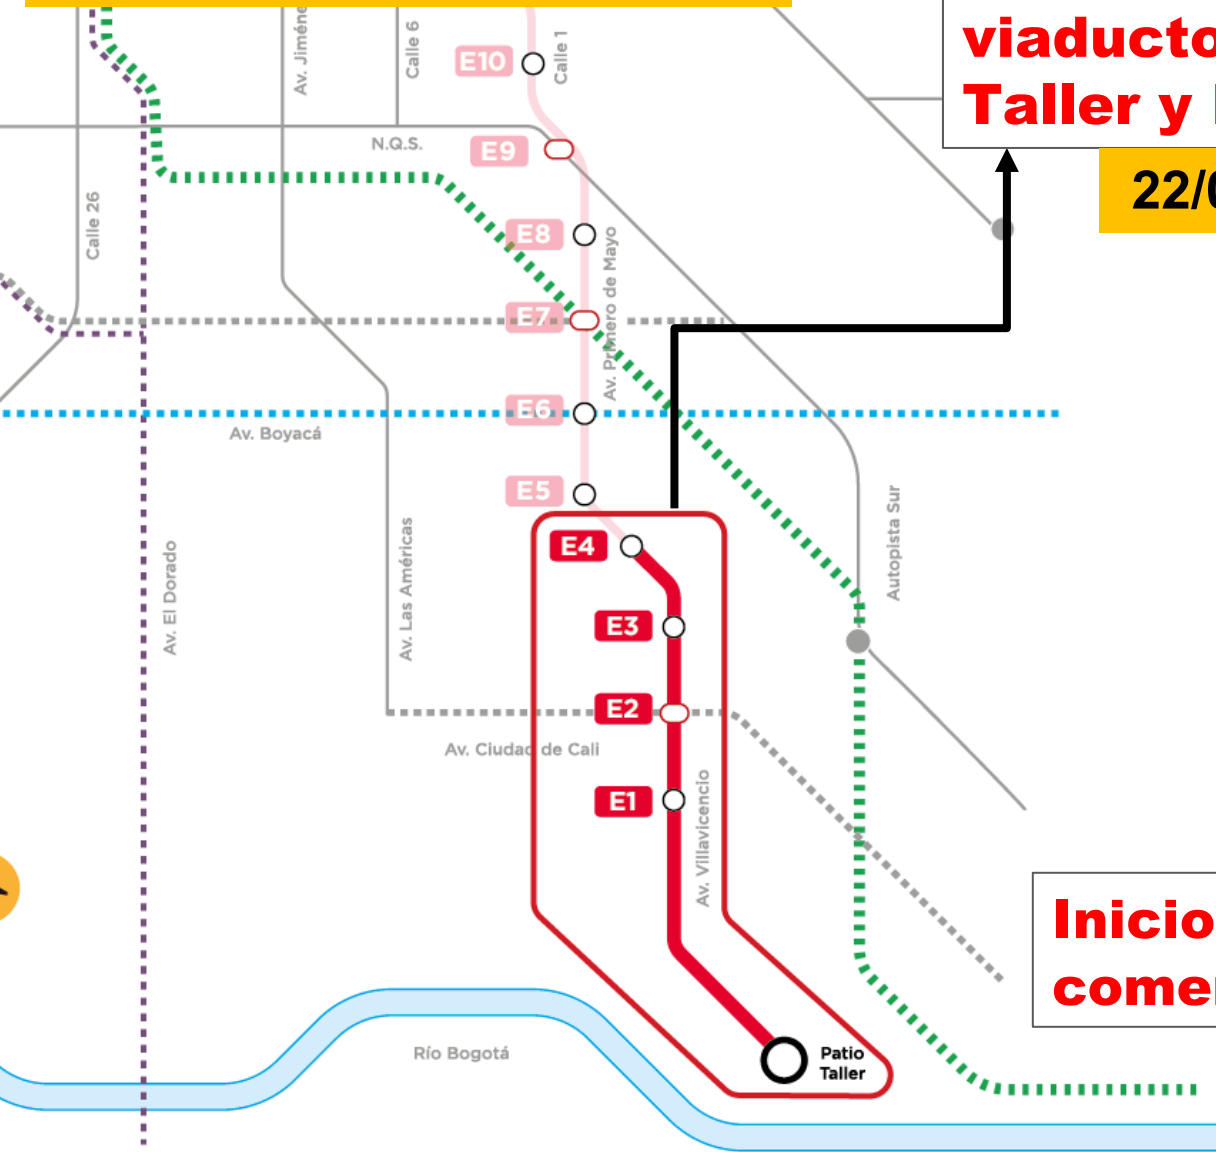 viaducto
Taller y
22/0
Av. Jiméne
Calle 6
Calle 1
E10
N.Q.S.
E9
Calle 26
E8
Av. Primero de Mayo
E7
E6
Av. Boyacá
E5
E4
Autopista Sur
Av. El Dorado
Av. Las Américas
E3
E2
Av. Ciudad de Cali
E1
Av. Villavicencio
Inicio
comer
Río Bogotá
Patio
Taller